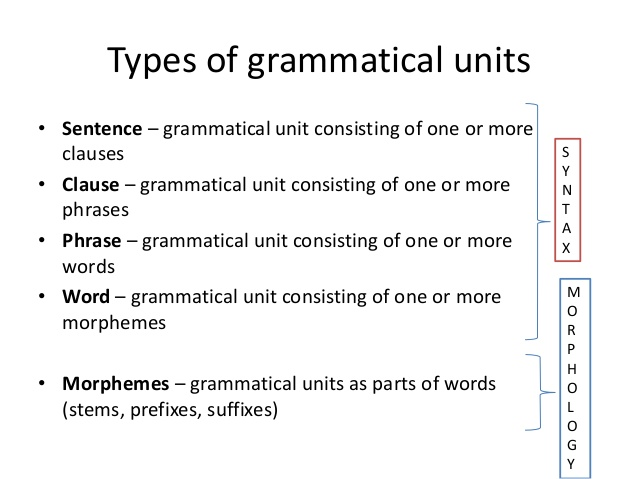 Types of grammatical units
• Sentence – grammatical unit consisting of one or more
clauses
• Clause – grammatical unit consisting of one or more
phrases
• Phrase – grammatical unit consisting of one or more
words
• Word – grammatical unit consisting of one or more
morphemes
• Morphemes – grammatical units as parts of words
(stems, prefixes, suffixes)
S
Y
N
T
A
X
M
O
R
P
H
O
L
O
G
Y